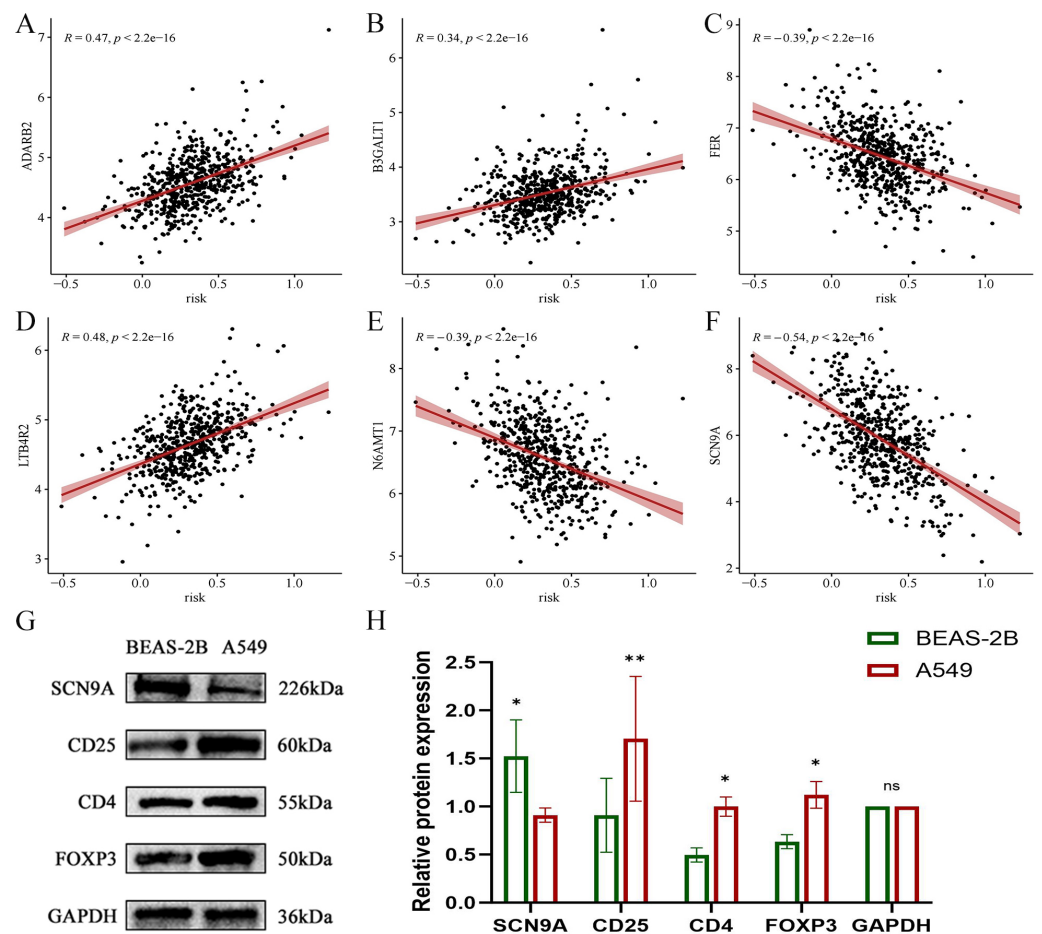 A
R = 0.47, p < 2.2e−16
ADARB2
7
6
5
4
−0.5 0.0 0.5 1.0
risk
B
R = 0.34, p < 2.2e−16
B3GALT1
6
5
4
3
−0.5 0.0 0.5 1.0
risk
C
R = −0.39, p < 2.2e−16
FER
9
8
7
6
5
−0.5 0.0 0.5 1.0
risk
D
R = 0.48, p < 2.2e−16
LTB4R2
6
5
4
3
−0.5 0.0 0.5 1.0
risk
E
R = −0.39, p < 2.2e−16
N6AMT1
8
7
6
5
−0.5 0.0 0.5 1.0
risk
F
R = −0.54, p < 2.2e−16
SCN9A
8
6
4
2
−0.5 0.0 0.5 1.0
risk
G
BEAS-2B A549
SCN9A 226kDa
CD25 60kDa
CD4 55kDa
FOXP3 50kDa
GAPDH 36kDa
H
BEAS-2B
A549
Relative protein expression
2.5
2.0
1.5
1.0
0.5
0.0
*
**
*
*
ns
SCN9A CD25 CD4 FOXP3 GAPDH